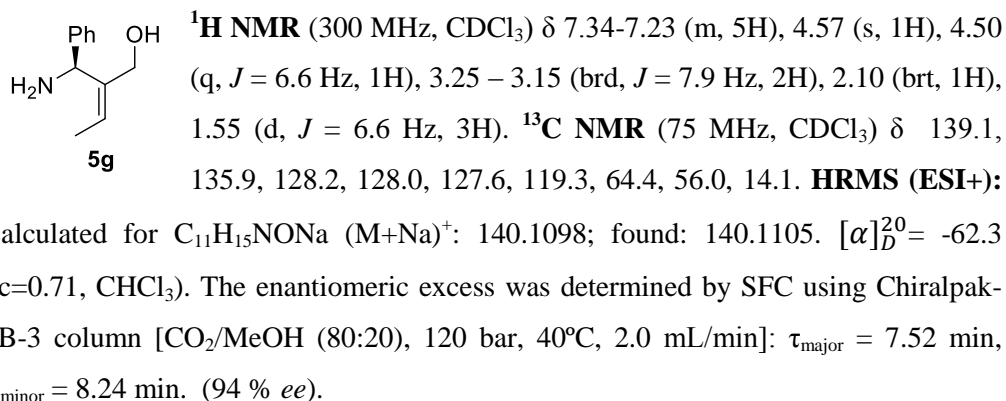 Ph
OH
H₂N
5g
¹H NMR (300 MHz, CDCl₃) δ 7.34-7.23 (m, 5H), 4.57 (s, 1H), 4.50
(q, J = 6.6 Hz, 1H), 3.25 – 3.15 (brd, J = 7.9 Hz, 2H), 2.10 (brt, 1H),
1.55 (d, J = 6.6 Hz, 3H). ¹³C NMR (75 MHz, CDCl₃) δ 139.1,
135.9, 128.2, 128.0, 127.6, 119.3, 64.4, 56.0, 14.1. HRMS (ESI+):
alculated for C₁₁H₁₅NONa (M+Na)⁺: 140.1098; found: 140.1105. [α]²⁰_D = -62.3
c=0.71, CHCl₃). The enantiomeric excess was determined by SFC using Chiralpak-
B-3 column [CO₂/MeOH (80:20), 120 bar, 40ºC, 2.0 mL/min]: τmajor = 7.52 min,
minor = 8.24 min. (94 % ee).